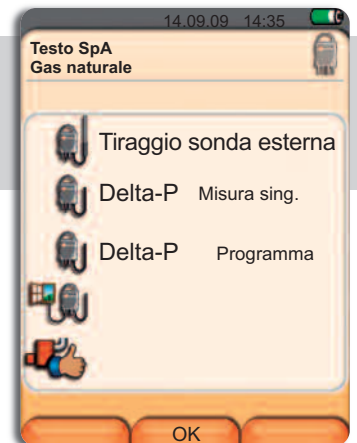 14.09.09 14:35
Testo SpA
Gas naturale
Tiraggio sonda esterna
Delta-P Misura sing.
Delta-P Programma
OK